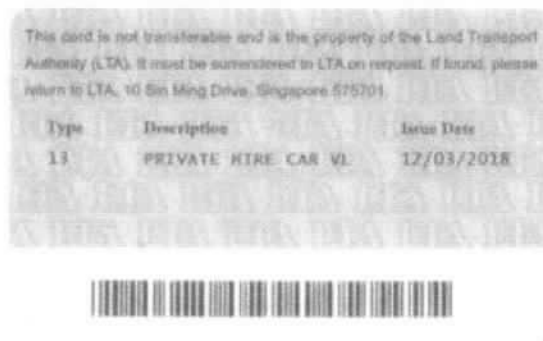 This card is not transferable and is the property of the Land Transport
Authority (LTA). It must be surrendered to LTA on request. If found, please
return to LTA, 10 Sin Ming Drive, Singapore 575701.
Type Description Issue Date
13 PRIVATE HIRE CAR VL 12/03/2018